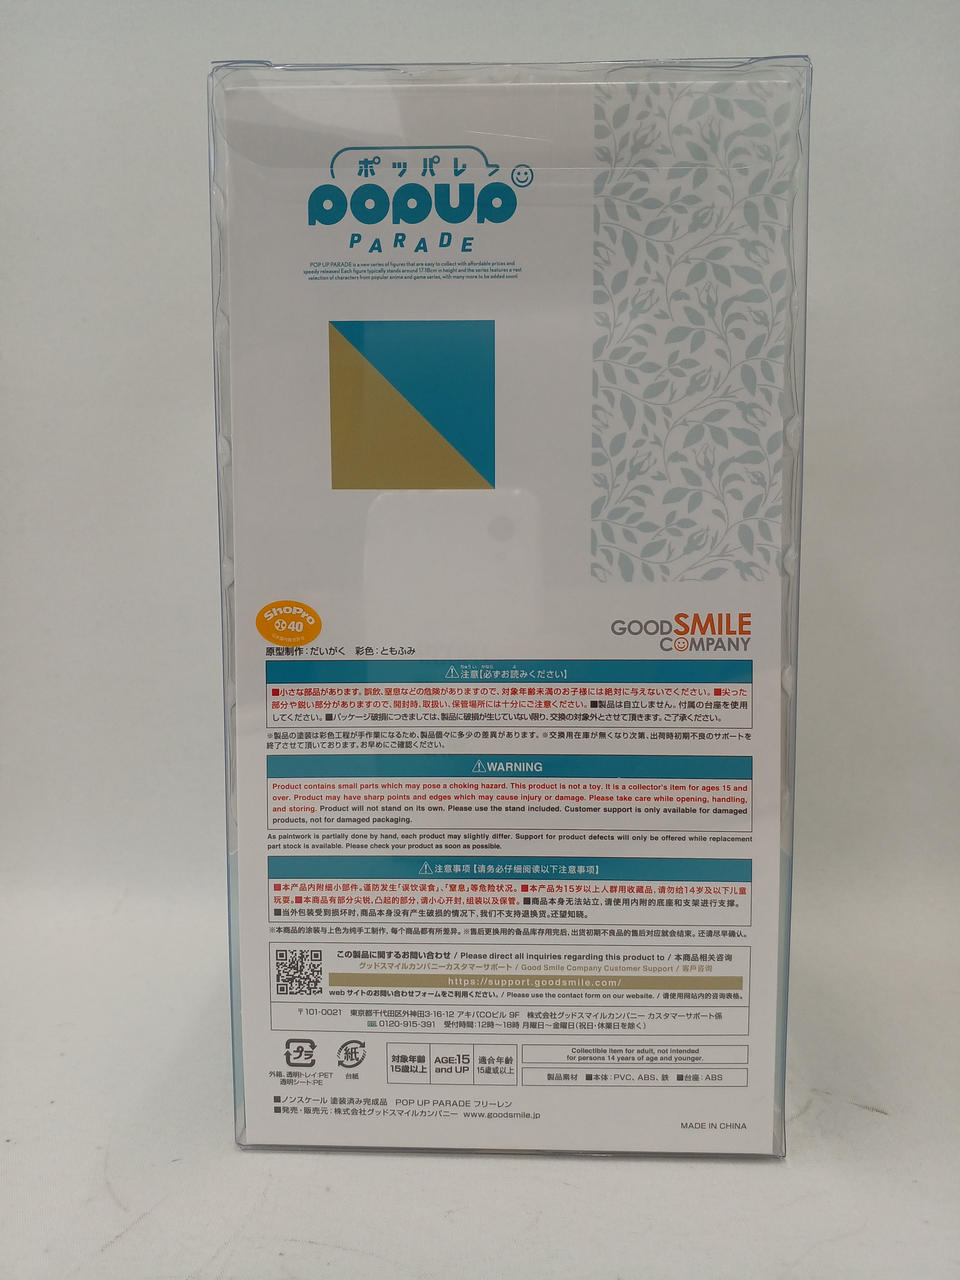 ポッパレ
POPUP
PARADE
POP UP PARADE is a new series of figures that are easy to collect with affordable prices and
speedy releases! Each figure typically stands around 17-18cm in height and the series features a vast
selection of characters from popular anime and game series, with many more to be added soon!
ShoPro
40
GOODSMILE
COMPANY
原型制作：だいがく　彩色：ともふみ
⚠注意【必ずお読みください】
■小さな部品があります。誤飲、窒息などの危険がありますので、対象年齢未満のお子様には絶対に与えないでください。■尖った
部分や鋭い部分がありますので、開封時、取扱い、保管場所には十分にご注意ください。■製品は自立しません。付属の台座を使用
してください。■パッケージ破損につきましては、製品に破損が生じていない限り、交換の対象外とさせて頂きます。ご了承ください。
※製品の塗装は彩色工程が手作業になるため、製品個々に多少の差異があります。※交換用在庫が無くなり次第、出荷時初期不良のサポートを
終了させて頂いております。お早めにご確認ください。
⚠WARNING
Product contains small parts which may pose a choking hazard. This product is not a toy. It is a collector's item for ages 15 and
over. Product may have sharp points and edges which may cause injury or damage. Please take care while opening, handling,
and storing. Product will not stand on its own. Please use the stand included. Customer support is only available for damaged
products, not for damaged packaging.
As paintwork is partially done by hand, each product may slightly differ. Support for product defects will only be offered while replacement
part stock is available. Please check your product as soon as possible.
⚠注意事项【请务必仔细阅读以下注意事项】
■本产品内附细小部件。谨防发生「误饮误食」、「窒息」等危险状况。■本产品为15岁以上人群用收藏品，请勿给14岁及以下儿童
玩耍。■本商品有部分尖锐、凸起的部分，请小心开封，组装以及保管。■商品本身无法站立，请使用内附的底座和支架进行支撑。
■当外包装受到损坏时，商品本身没有产生破损的情况下，我们不支持退换货。还望知晓。
※本商品的涂装与上色为纯手工制作，每个商品都有所差异。※售后更换用的备品库存用完后，出货初期不良品的售后对应就会结束。还请尽早确认。
この製品に関するお問い合わせ / Please direct all inquiries regarding this product to / 本商品相关咨询
グッドスマイルカンパニーカスタマーサポート / Good Smile Company Customer Support / 客戸咨询
https://support.goodsmile.com/
webサイトのお問い合わせフォームをご利用ください。/ Please use the contact form on our website. / 请使用网站内的咨询表格。
〒101-0021　東京都千代田区外神田3-16-12 アキバCOビル 9F　株式会社グッドスマイルカンパニー カスタマーサポート係
0120-915-391　受付時間：12時〜18時 月曜日〜金曜日（祝日・休業日を除く）
プラ
外箱、透明トレイ:PET
透明シート:PE
紙
台紙
対象年齢
15歳以上
AGE:15
and UP
適合年齢
15歳或以上
Collectible item for adult, not intended
for persons 14 years of age and younger.
製品素材　■本体：PVC、ABS、鉄　■台座：ABS
■ノンスケール 塗装済み完成品　POP UP PARADE フリーレン
■発売・販売元：株式会社グッドスマイルカンパニー　www.goodsmile.jp
MADE IN CHINA